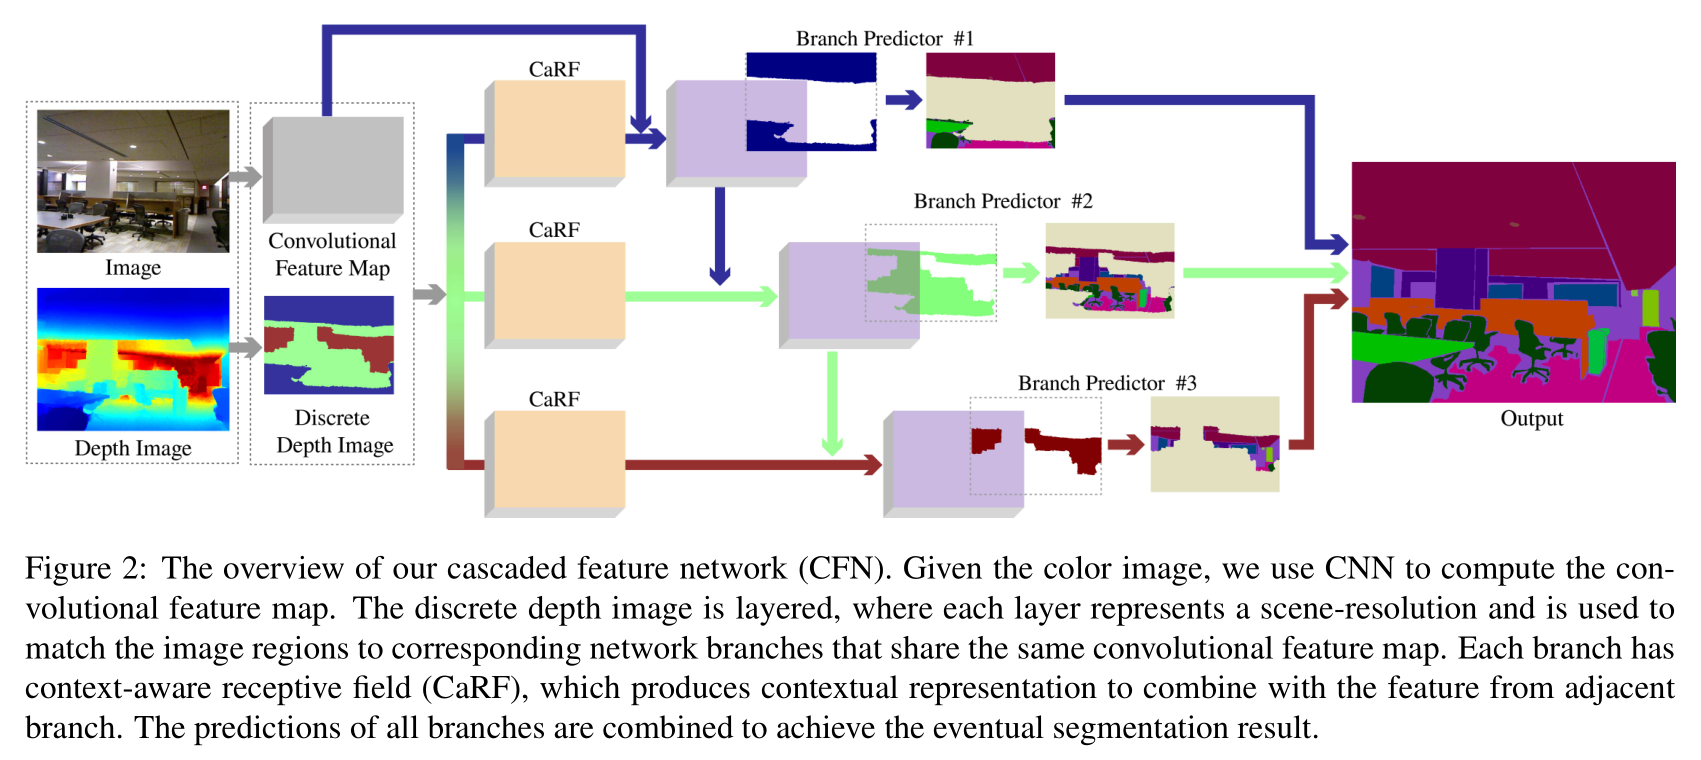 Branch Predictor #1
CaRF
Image
Convolutional
Feature Map
Branch Predictor #2
CaRF
Depth Image
Discrete
Depth Image
Branch Predictor #3
CaRF
Output
Figure 2: The overview of our cascaded feature network (CFN). Given the color image, we use CNN to compute the con-
volutional feature map. The discrete depth image is layered, where each layer represents a scene-resolution and is used to
match the image regions to corresponding network branches that share the same convolutional feature map. Each branch has
context-aware receptive field (CaRF), which produces contextual representation to combine with the feature from adjacent
branch. The predictions of all branches are combined to achieve the eventual segmentation result.